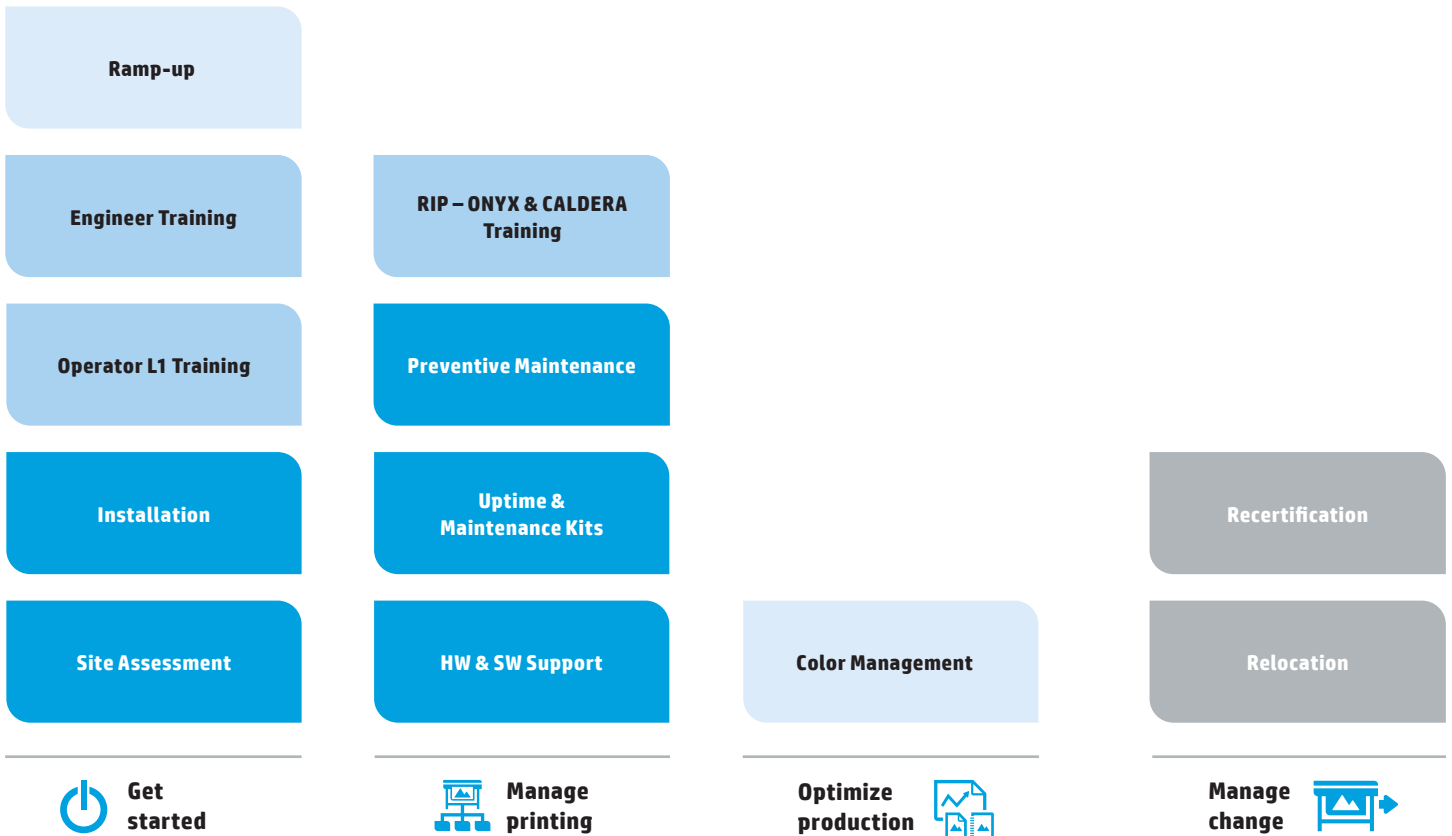 Ramp-up
Engineer Training
RIP – ONYX & CALDERA
Training
Operator L1 Training
Preventive Maintenance
Installation
Uptime &
Maintenance Kits
Recertification
Site Assessment
HW & SW Support
Color Management
Relocation
Get
started
Manage
printing
Optimize
production
Manage
change